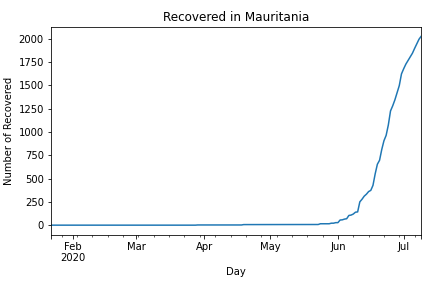 Recovered in Mauritania
Number of Recovered
2000
1750
1500
1250
1000
750
500
250
0
Feb
2020
Mar
Apr
May
Jun
Jul
Day